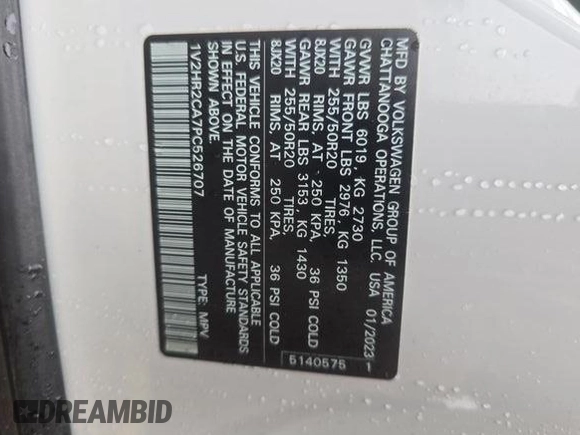 MFD BY VOLKSWAGEN GROUP OF AMERICA
CHATTANOOGA OPERATIONS, LLC. USA 01/2023 1
GVWR LBS 6019 , KG 2730
GAWR FRONT LBS 2976 , KG 1350
WITH 255/50R20 TIRES,
8JX20 RIMS, AT 250 KPA, 36 PSI COLD
GAWR REAR LBS 3153 , KG 1430
WITH 255/50R20 TIRES,
8JX20 RIMS, AT 250 KPA, 36 PSI COLD
THIS VEHICLE CONFORMS TO ALL APPLICABLE
U.S. FEDERAL MOTOR VEHICLE SAFETY STANDARDS
IN EFFECT ON THE DATE OF MANUFACTURE
SHOWN ABOVE.
1V2HR2CA7PC526707 TYPE: MPV
5140575
DREAMBID